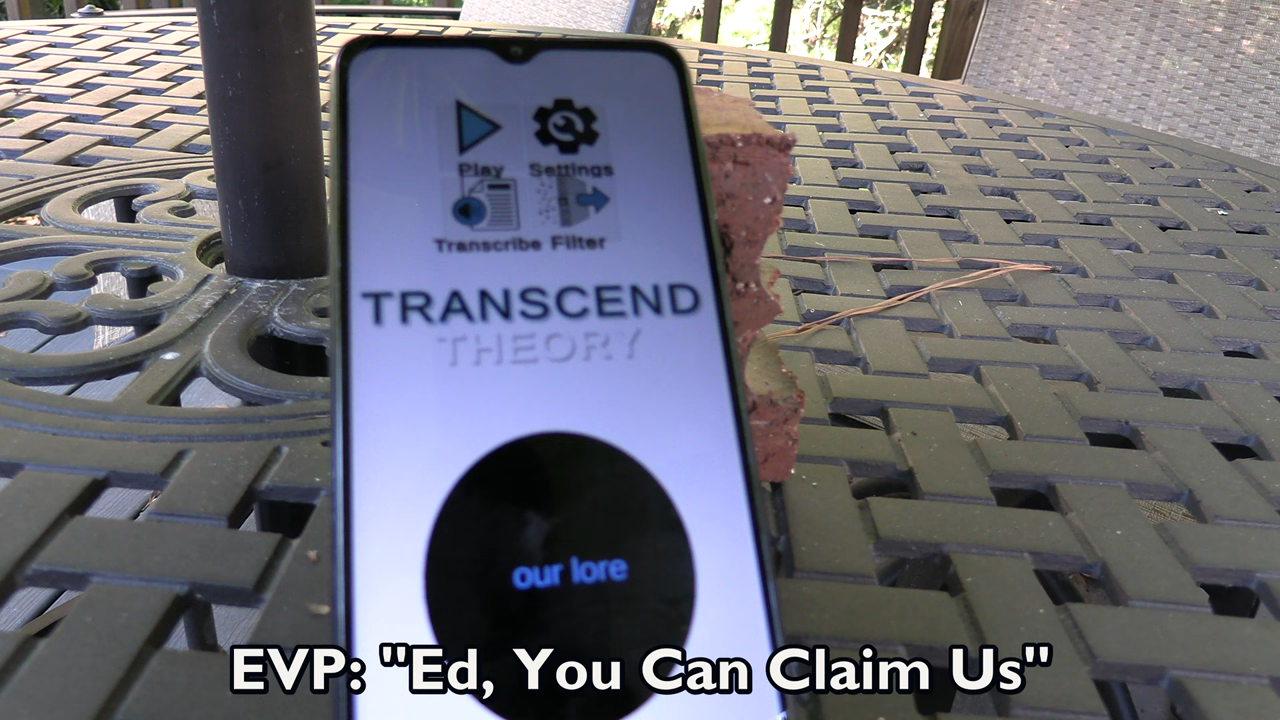 Play Settings
Transcribe Filter
TRANSCEND
THEORY
our lore
EVP: "Ed, You Can Claim Us"